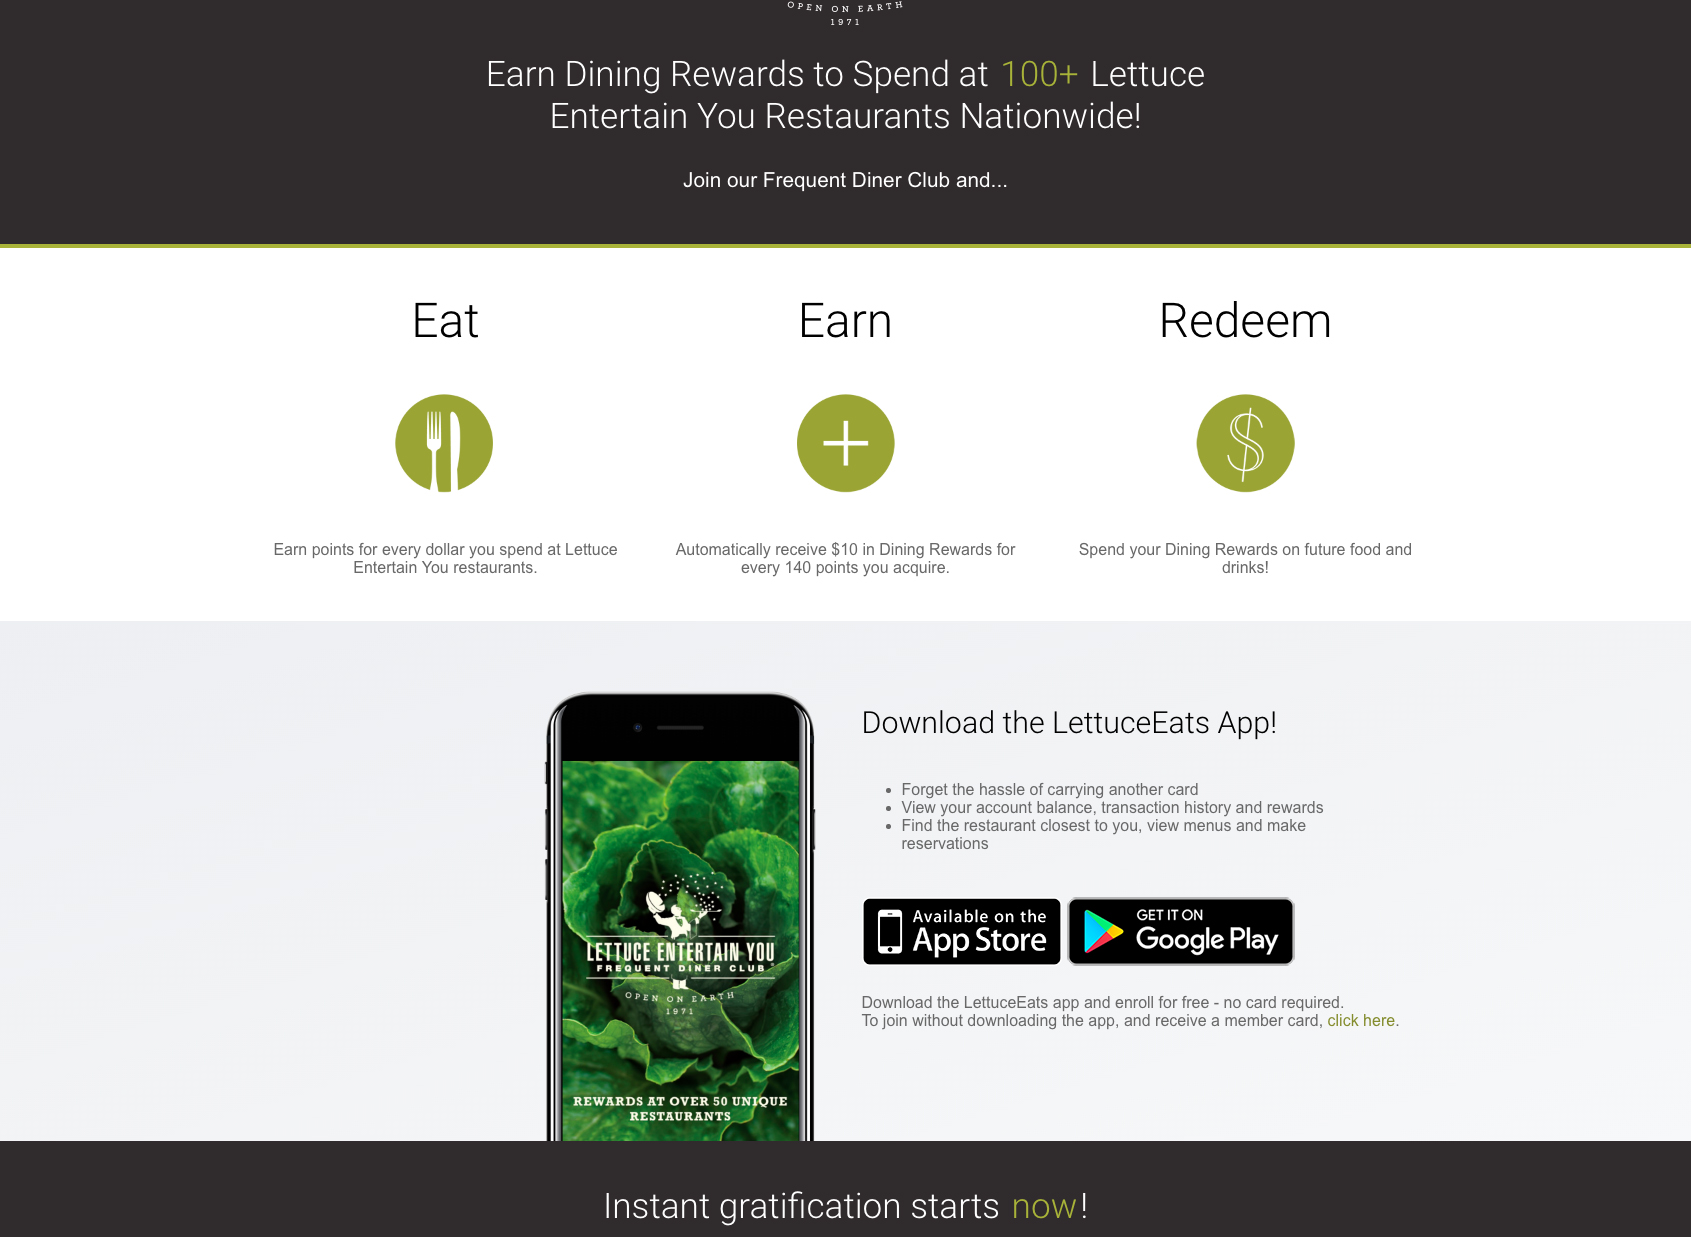 OPEN ON EARTH
1971
Earn Dining Rewards to Spend at 100+ Lettuce
Entertain You Restaurants Nationwide!
Join our Frequent Diner Club and...
Eat
Earn
Redeem
$
Earn points for every dollar you spend at Lettuce
Entertain You restaurants.
Automatically receive $10 in Dining Rewards for
every 140 points you acquire.
Spend your Dining Rewards on future food and
drinks!
LETTUCE ENTERTAIN YOU
FREQUENT DINER CLUB
OPEN ON EARTH
1971
REWARDS AT OVER 50 UNIQUE
RESTAURANTS
Download the LettuceEats App!
• Forget the hassle of carrying another card
• View your account balance, transaction history and rewards
• Find the restaurant closest to you, view menus and make
reservations
Available on the
App Store
GET IT ON
Google Play
Download the LettuceEats app and enroll for free - no card required.
To join without downloading the app, and receive a member card, click here.
Instant gratification starts now!